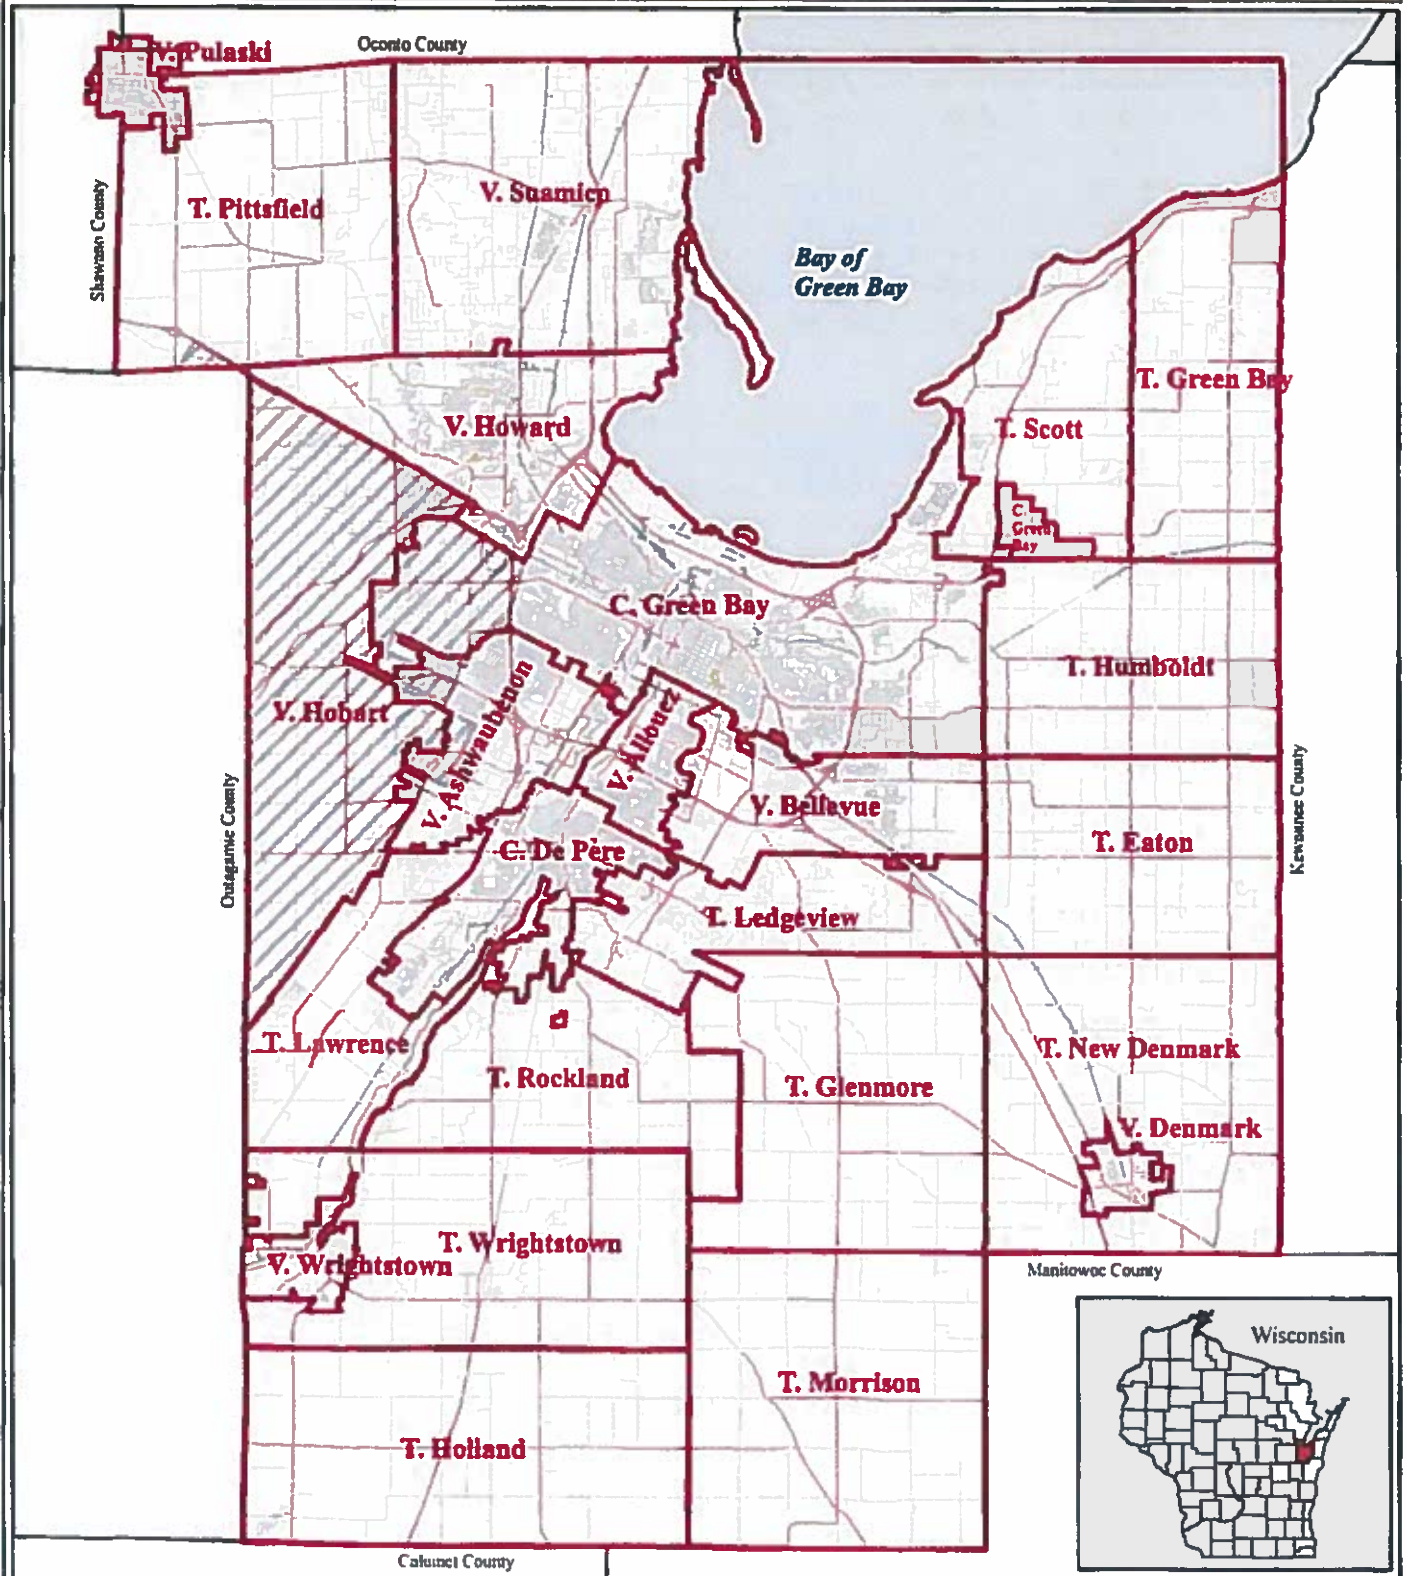 V. Pulaski
Oconto County
T. Pittsfield
V. Suamico
Shawano County
Bay of
Green Bay
T. Green Bay
V. Howard
T. Scott
C.
Green
Bay
C. Green Bay
T. Humboldt
V. Hobart
V. Ashwaubenon
V. Allouez
V. Bellevue
Outagamie County
Kewaunee County
T. Eaton
C. De Pere
T. Ledgeview
T. Lawrence
T. Rockland
T. Glenmore
T. New Denmark
V. Denmark
T. Wrightstown
V. Wrightstown
Manitowoc County
Wisconsin
T. Morrison
T. Holland
Calumet County